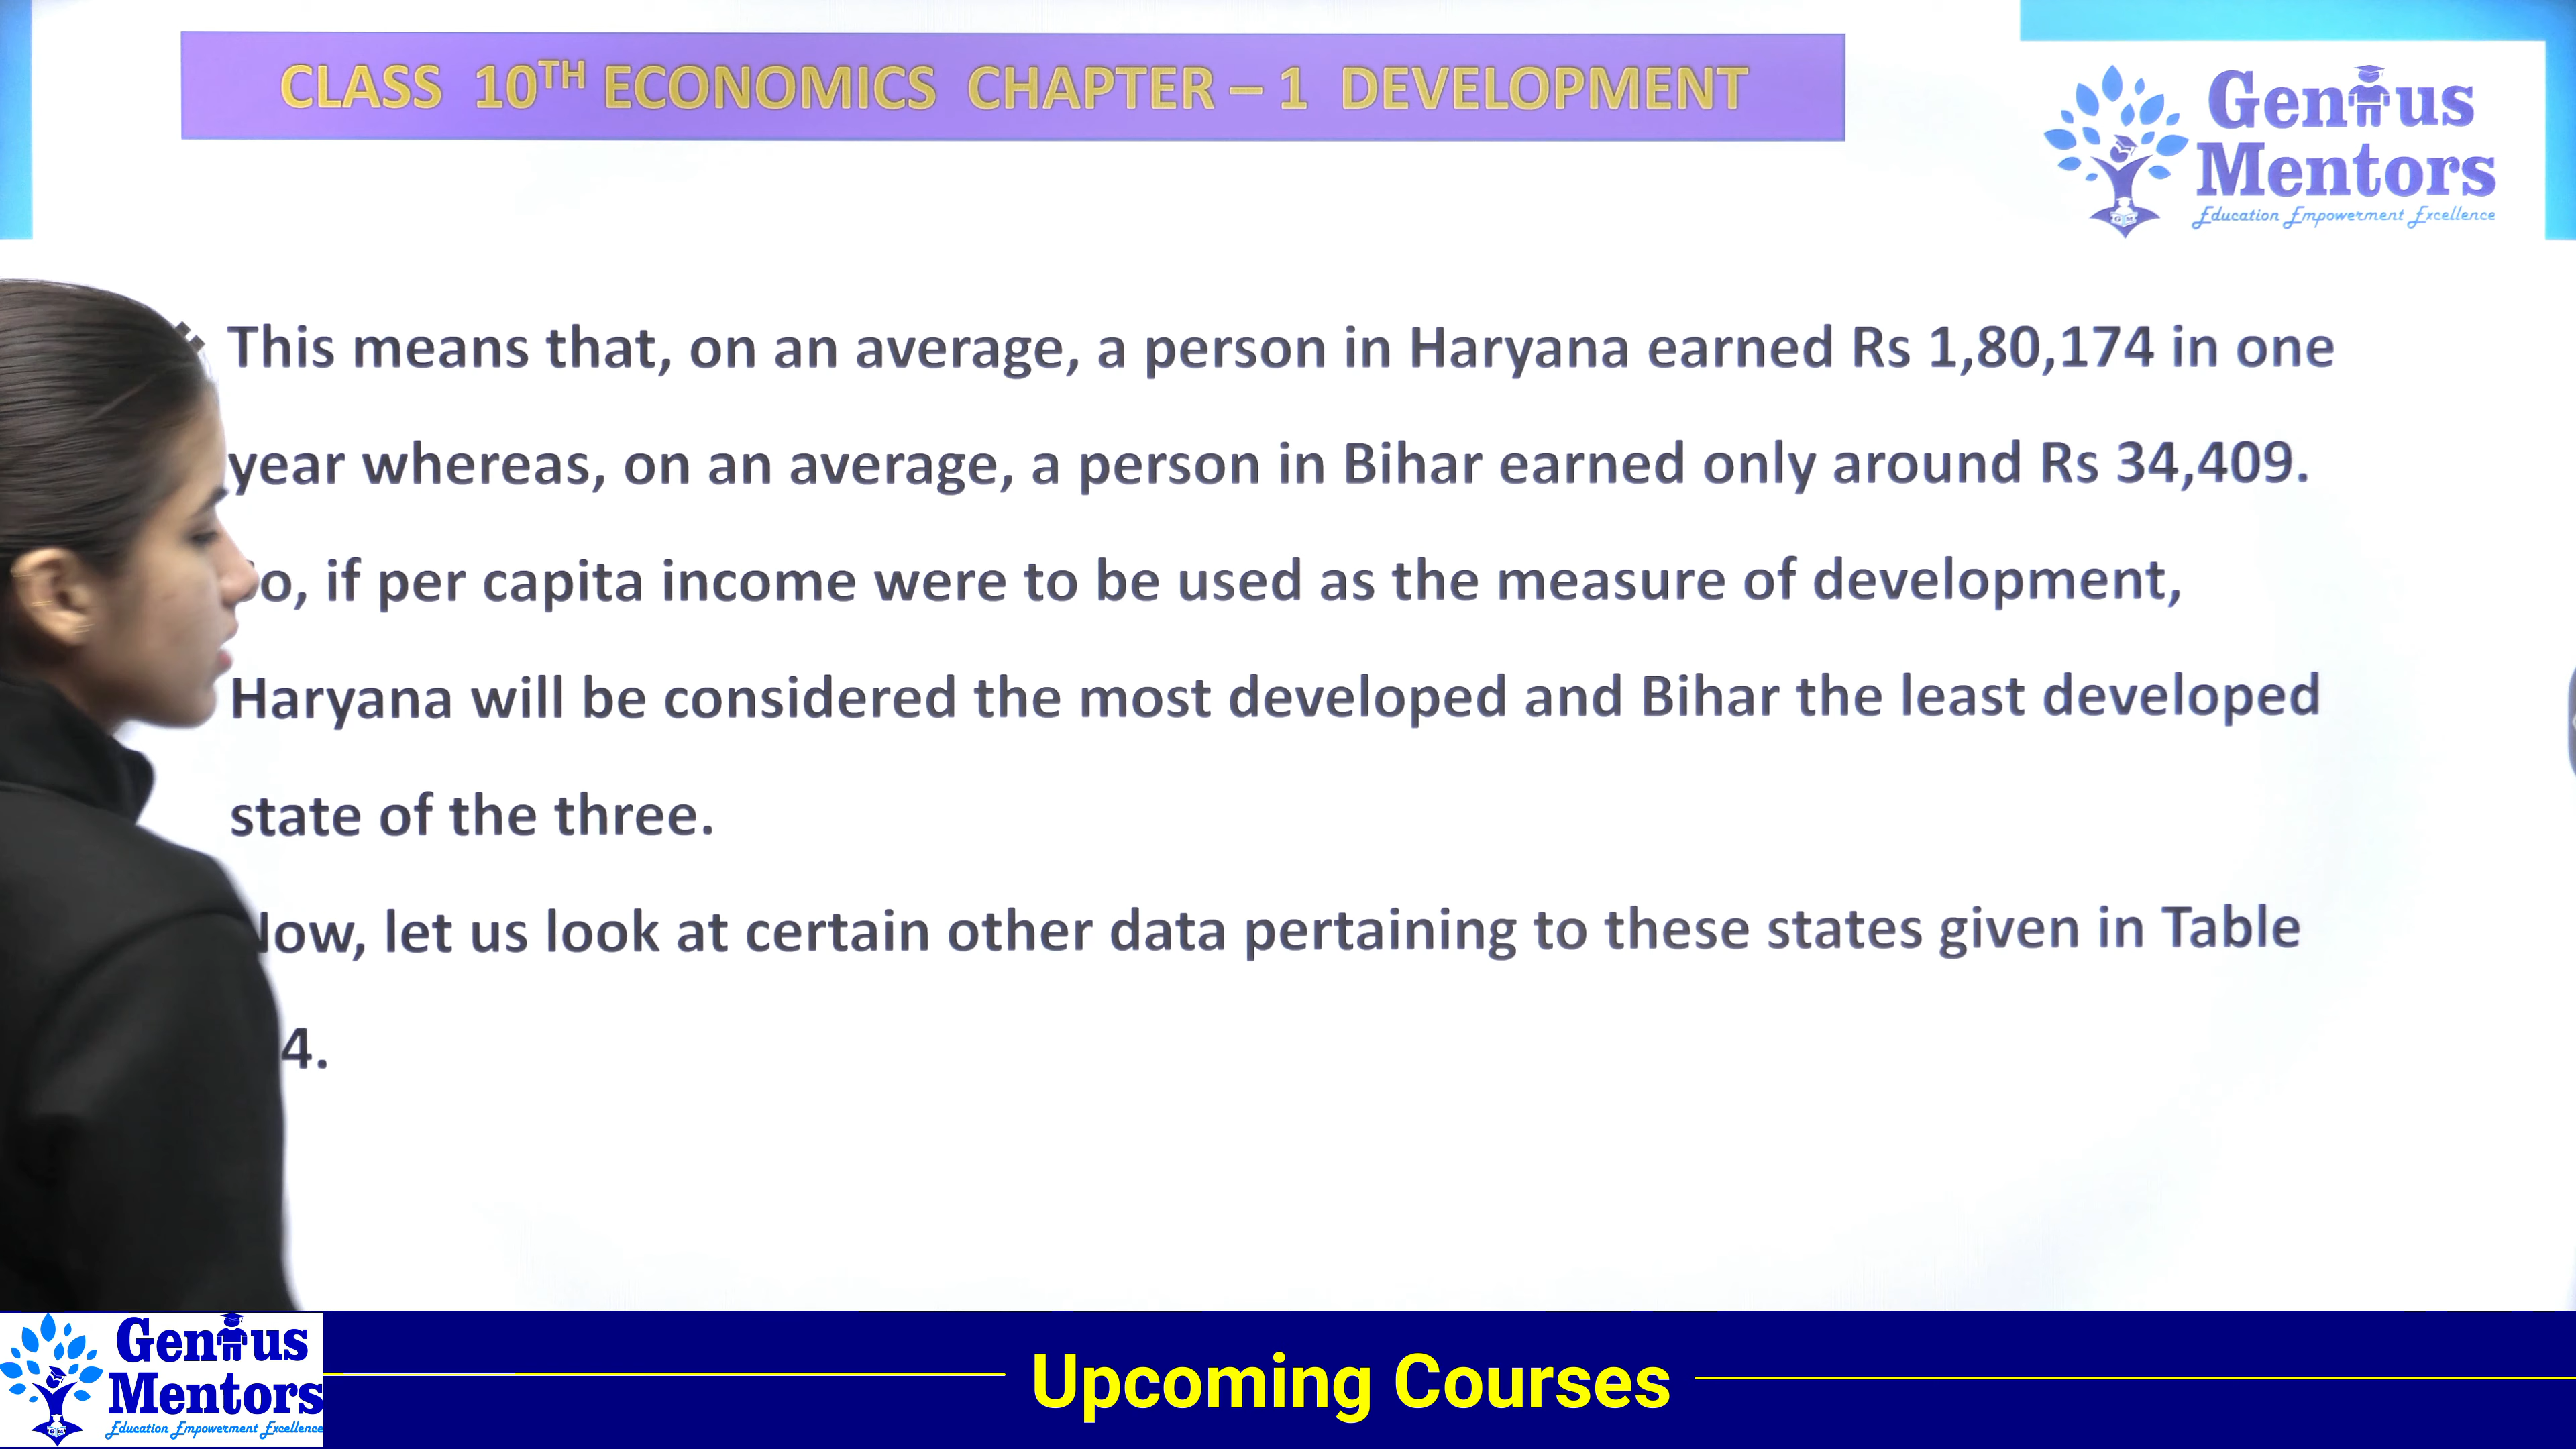 CLASS 10TH ECONOMICS CHAPTER – 1 DEVELOPMENT
Genius
Mentors
Education Empowerment Excellence
This means that, on an average, a person in Haryana earned Rs 1,80,174 in one
year whereas, on an average, a person in Bihar earned only around Rs 34,409.
if per capita income were to be used as the measure of development,
Haryana will be considered the most developed and Bihar the least developed
state of the three.
let us look at certain other data pertaining to these states given in Table
4.
Genius
Mentors
Education Empowerment Excellence
Upcoming Courses